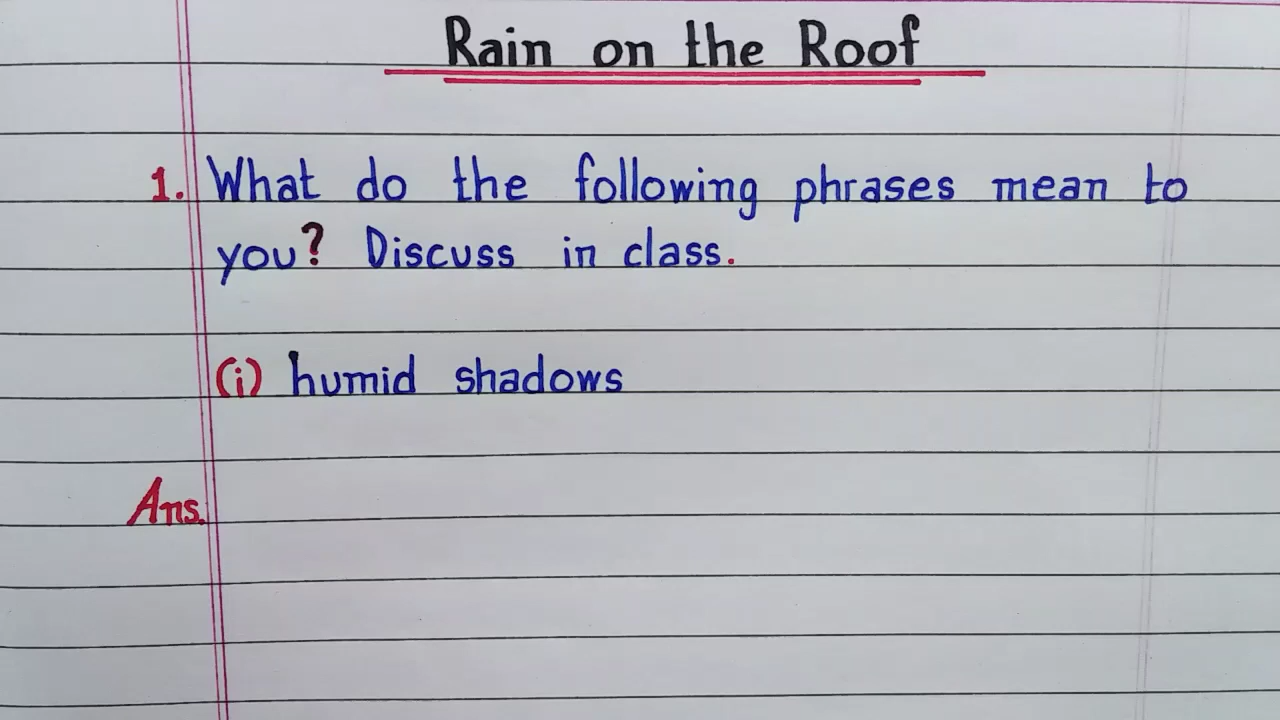 Rain on the Roof
1. What do the following phrases mean to
you? Discuss in class.
(i) humid shadows
Ans.